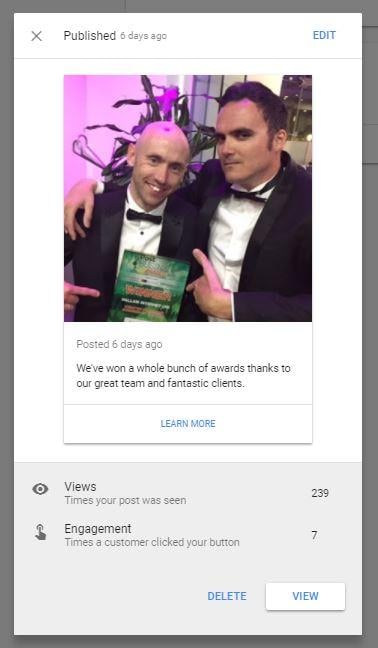 Published 6 days ago
EDIT
WINNER
Posted 6 days ago
We've won a whole bunch of awards thanks to
our great team and fantastic clients.
LEARN MORE
Views
239
Times your post was seen
Engagement
7
Times a customer clicked your button
DELETE
VIEW